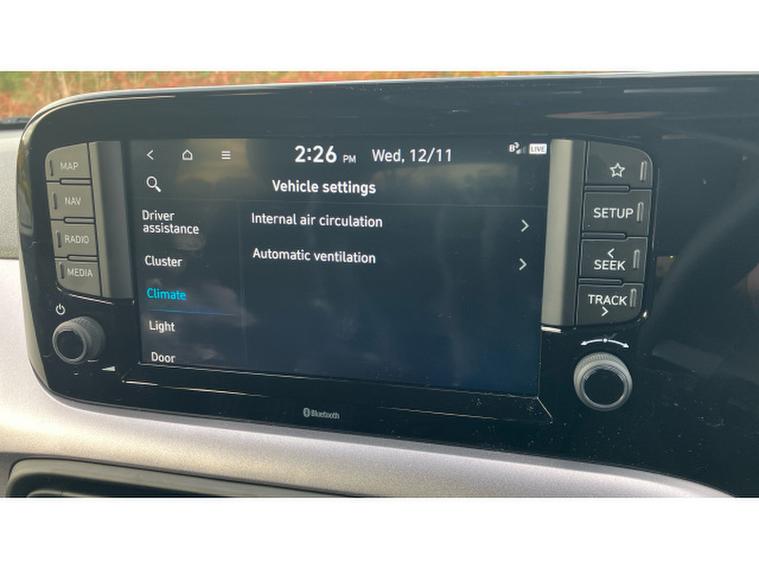 2:26 PM Wed, 12/11
LIVE
Vehicle settings
Driver
assistance
Cluster
Climate
Light
Door
Internal air circulation
Automatic ventilation
MAP
NAV
RADIO
MEDIA
SETUP
SEEK
TRACK
Bluetooth